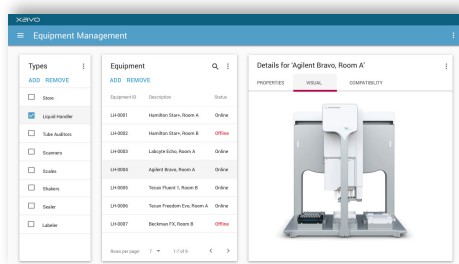 xavo
Equipment Management
Types
ADD REMOVE
Store
Liquid Handler
Tube Auditors
Scanners
Scales
Shakers
Sealer
Labeler
Equipment
ADD REMOVE
Equipment ID Description Status
LH-0001 Hamilton Star+, Room A Online
LH-0002 Hamilton Star+, Room B Offline
LH-0003 Labcyte Echo, Room A Online
LH-0004 Agilent Bravo, Room A Online
LH-0005 Tecan Fluent 1, Room B Online
LH-0006 Tecan Freedom Evo, Room A Online
LH-0007 Beckman FX, Room B Offline
Rows per page: 7 1-7 of 9
Details for 'Agilent Bravo, Room A'
PROPERTIES VISUAL COMPATIBILITY